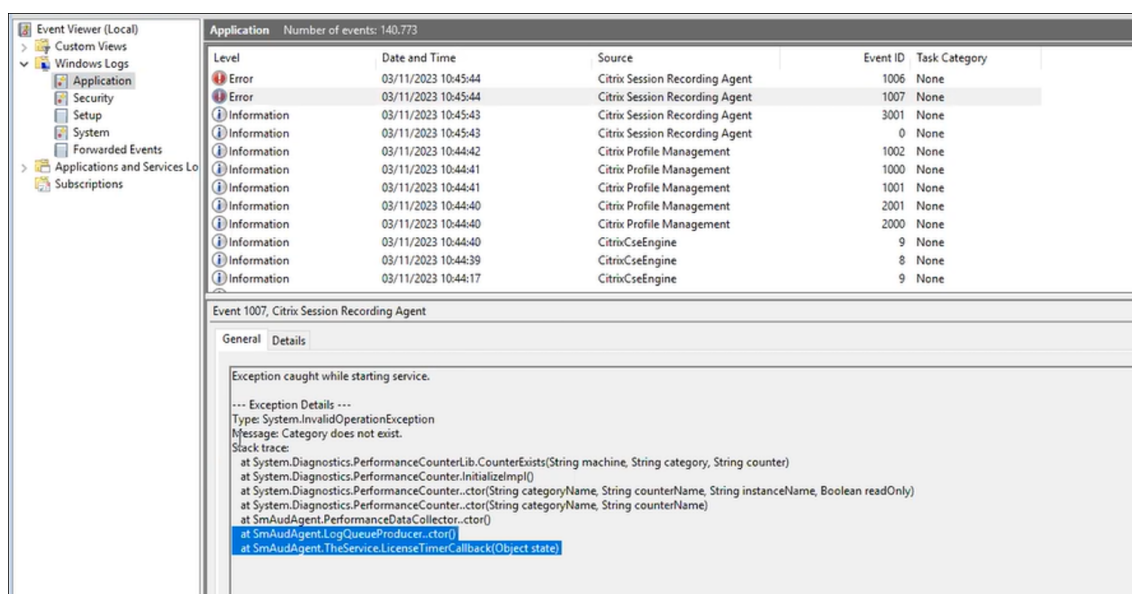 Event Viewer (Local)
Custom Views
Windows Logs
Application
Security
Setup
System
Forwarded Events
Applications and Services Lo
Subscriptions
Application Number of events: 140.773
Level Date and Time Source Event ID Task Category
Error 03/11/2023 10:45:44 Citrix Session Recording Agent 1006 None
Error 03/11/2023 10:45:44 Citrix Session Recording Agent 1007 None
Information 03/11/2023 10:45:43 Citrix Session Recording Agent 3001 None
Information 03/11/2023 10:45:43 Citrix Session Recording Agent 0 None
Information 03/11/2023 10:44:42 Citrix Profile Management 1002 None
Information 03/11/2023 10:44:41 Citrix Profile Management 1000 None
Information 03/11/2023 10:44:41 Citrix Profile Management 1001 None
Information 03/11/2023 10:44:40 Citrix Profile Management 2001 None
Information 03/11/2023 10:44:40 Citrix Profile Management 2000 None
Information 03/11/2023 10:44:40 CitrixCseEngine 9 None
Information 03/11/2023 10:44:39 CitrixCseEngine 8 None
Information 03/11/2023 10:44:17 CitrixCseEngine 9 None
Event 1007, Citrix Session Recording Agent
General Details
Exception caught while starting service.
--- Exception Details ---
Type: System.InvalidOperationException
Message: Category does not exist.
Stack trace:
at System.Diagnostics.PerformanceCounterLib.CounterExists(String machine, String category, String counter)
at System.Diagnostics.PerformanceCounter.InitializeImpl()
at System.Diagnostics.PerformanceCounter..ctor(String categoryName, String counterName, String instanceName, Boolean readOnly)
at System.Diagnostics.PerformanceCounter..ctor(String categoryName, String counterName)
at SmAudAgent.PerformanceDataCollector..ctor()
at SmAudAgent.LogQueueProducer..ctor()
at SmAudAgent.TheService.LicenseTimerCallback(Object state)